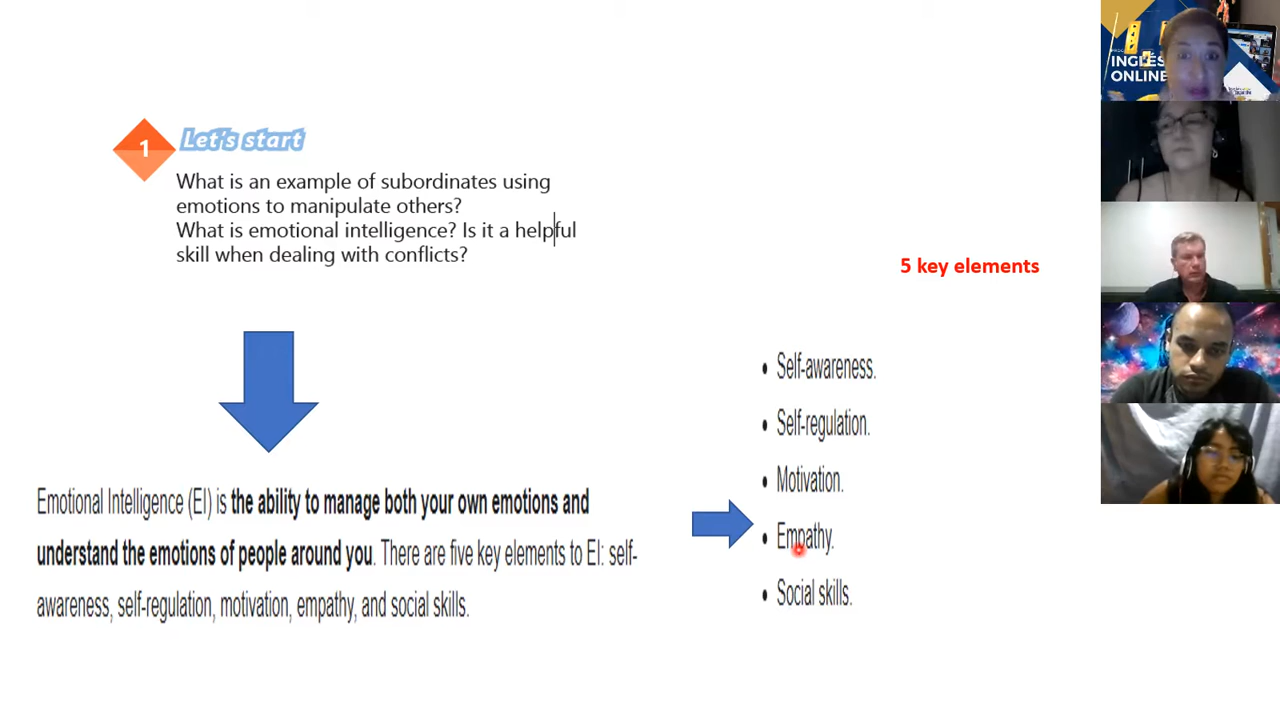 1
Let's start
What is an example of subordinates using
emotions to manipulate others?
What is emotional intelligence? Is it a helpful
skill when dealing with conflicts?
5 key elements
• Self-awareness.
• Self-regulation.
• Motivation.
• Empathy.
• Social skills.
Emotional Intelligence (EI) is the ability to manage both your own emotions and
understand the emotions of people around you. There are five key elements to EI: self-
awareness, self-regulation, motivation, empathy, and social skills.
INGLÉS
ONLINE